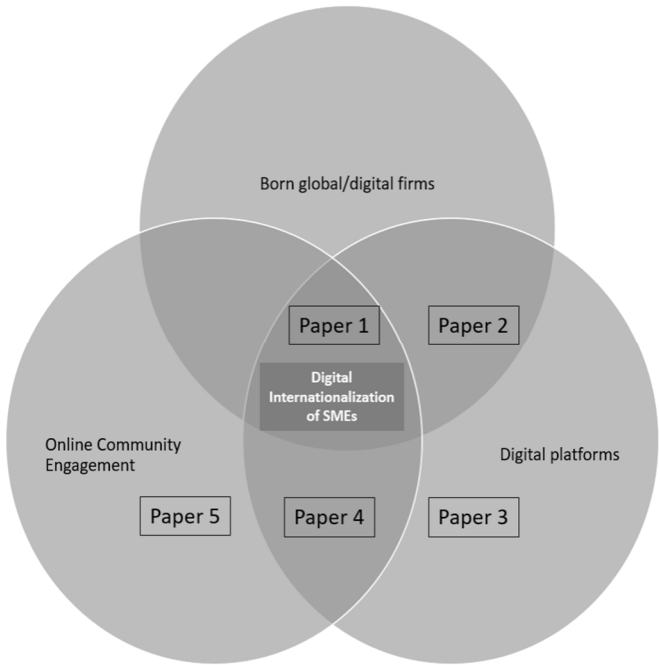 Born global/digital firms
Paper 1
Paper 2
Digital
Internationalization
of SMEs
Online Community
Engagement
Digital platforms
Paper 5
Paper 4
Paper 3